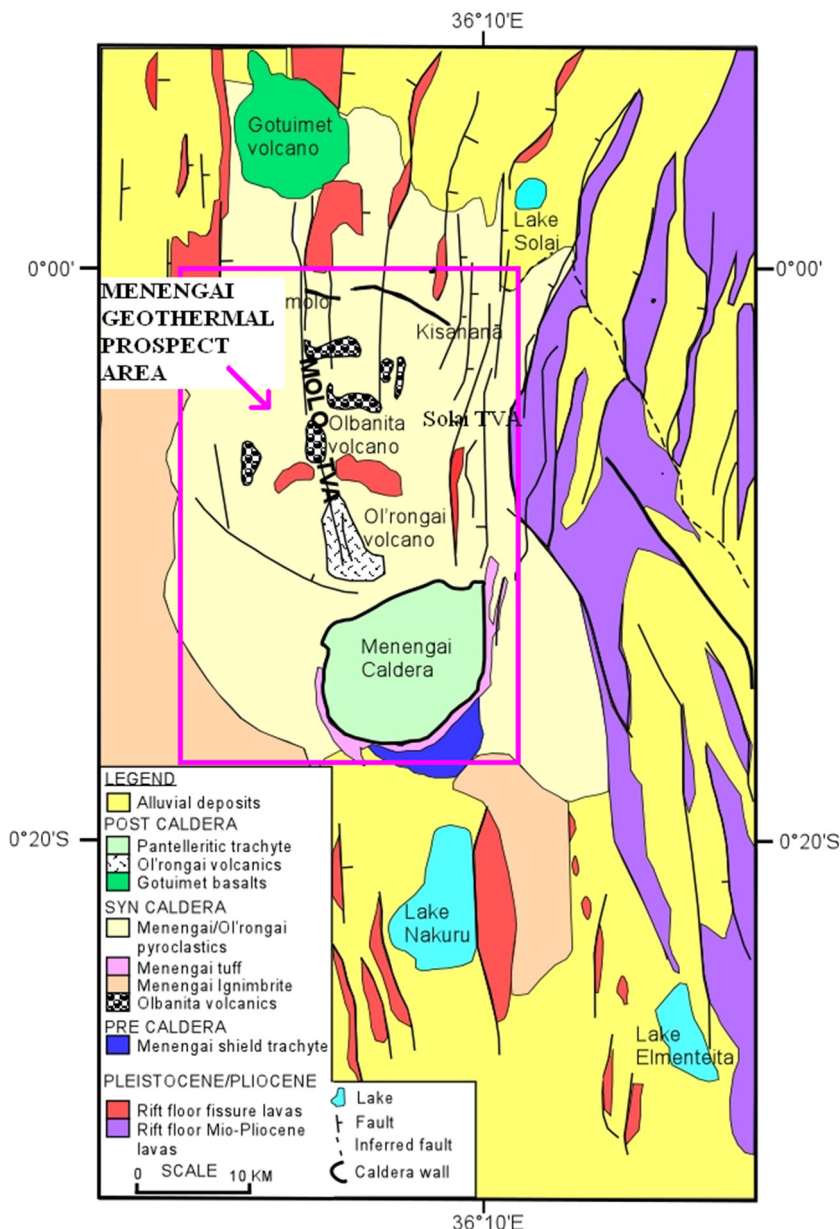 36°10'E
Gotuimet
volcano
Lake
Solai
0°00'
0°00'
MENENGAI
GEOTHERMAL
PROSPECT
AREA
molo
Kisanana
MOLO TVA
Solai TVA
Olbanita
volcano
Ol'rongai
volcano
Menengai
Caldera
LEGEND
Alluvial deposits
POST CALDERA
Pantelleritic trachyte
Ol'rongai volcanics
Gotuimet basalts
SYN CALDERA
Menengai/Ol'rongai
pyroclastics
Menengai tuff
Menengai Ignimbrite
Olbanita volcanics
PRE CALDERA
Menengai shield trachyte
PLEISTOCENE/PLIOCENE
Rift floor fissure lavas
Rift floor Mio-Pliocene
lavas
SCALE
0 10 KM
Lake
Fault
Inferred fault
Caldera wall
0°20'S
0°20'S
Lake
Nakuru
Lake
Elmenteita
36°10'E